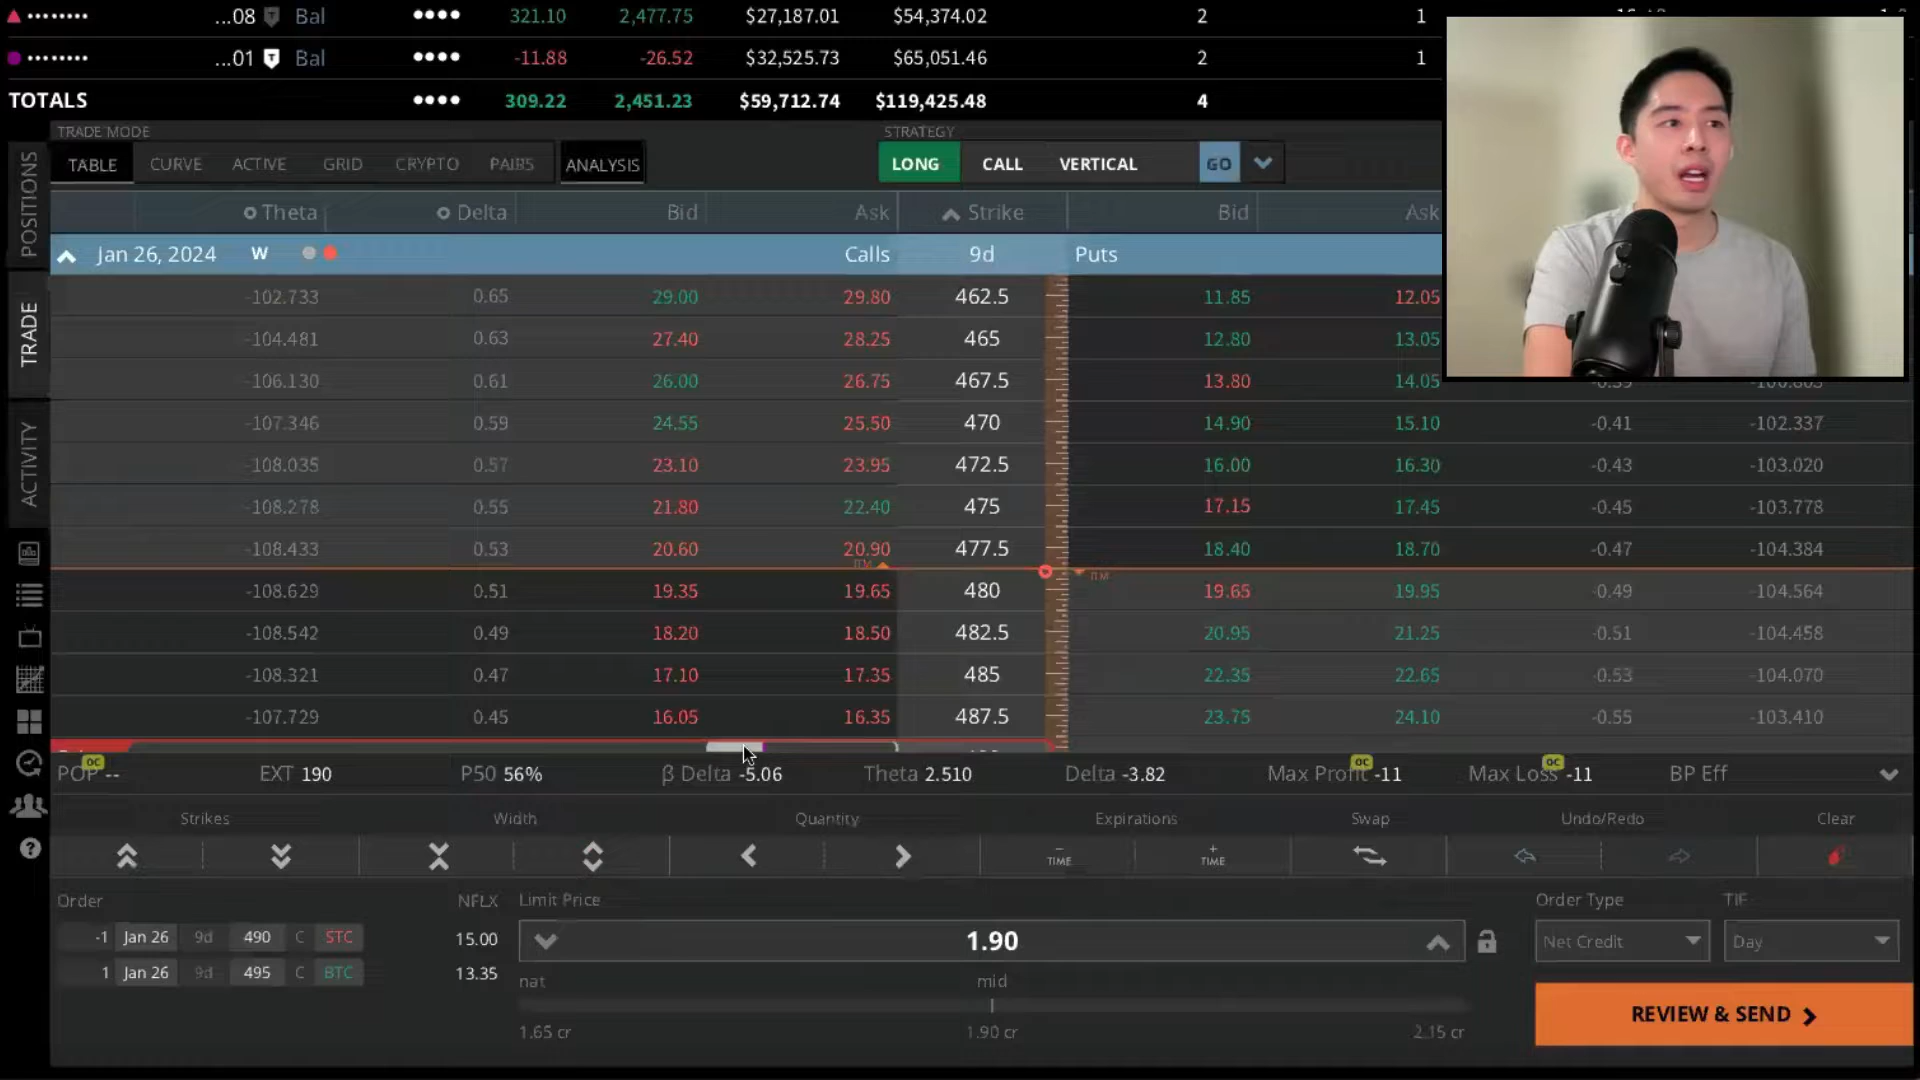 •••••••• ...08 T Bal •••• 321.10 2,477.75 $27,187.01 $54,374.02 2 1
•••••••• ...01 T Bal •••• -11.88 -26.52 $32,525.73 $65,051.46 2 1
TOTALS •••• 309.22 2,451.23 $59,712.74 $119,425.48 4
TRADE MODE STRATEGY
TABLE CURVE ACTIVE GRID CRYPTO PAIRS ANALYSIS LONG CALL VERTICAL GO
POSITIONS
TRADE
ACTIVITY
Theta Delta Bid Ask Strike Bid Ask
Jan 26, 2024 W Calls 9d Puts
-102.733 0.65 29.00 29.80 462.5 11.85 12.05
-104.481 0.63 27.40 28.25 465 12.80 13.05
-106.130 0.61 26.00 26.75 467.5 13.80 14.05
-107.346 0.59 24.55 25.50 470 14.90 15.10 -0.41 -102.337
-108.035 0.57 23.10 23.95 472.5 16.00 16.30 -0.43 -103.020
-108.278 0.55 21.80 22.40 475 17.15 17.45 -0.45 -103.778
-108.433 0.53 20.60 20.90 477.5 18.40 18.70 -0.47 -104.384
ITM ITM
-108.629 0.51 19.35 19.65 480 19.65 19.95 -0.49 -104.564
-108.542 0.49 18.20 18.50 482.5 20.95 21.25 -0.51 -104.458
-108.321 0.47 17.10 17.35 485 22.35 22.65 -0.53 -104.070
-107.729 0.45 16.05 16.35 487.5 23.75 24.10 -0.55 -103.410
OC OC OC
POP -- EXT 190 P50 56% β Delta -5.06 Theta 2.510 Delta -3.82 Max Profit -11 Max Loss -11 BP Eff
Strikes Width Quantity Expirations Swap Undo/Redo Clear
- TIME + TIME
Order NFLX Limit Price Order Type TIF
-1 Jan 26 9d 490 C STC 15.00 1.90 Net Credit Day
1 Jan 26 9d 495 C BTC 13.35
nat mid
REVIEW & SEND
1.65 cr 1.90 cr 2.15 cr